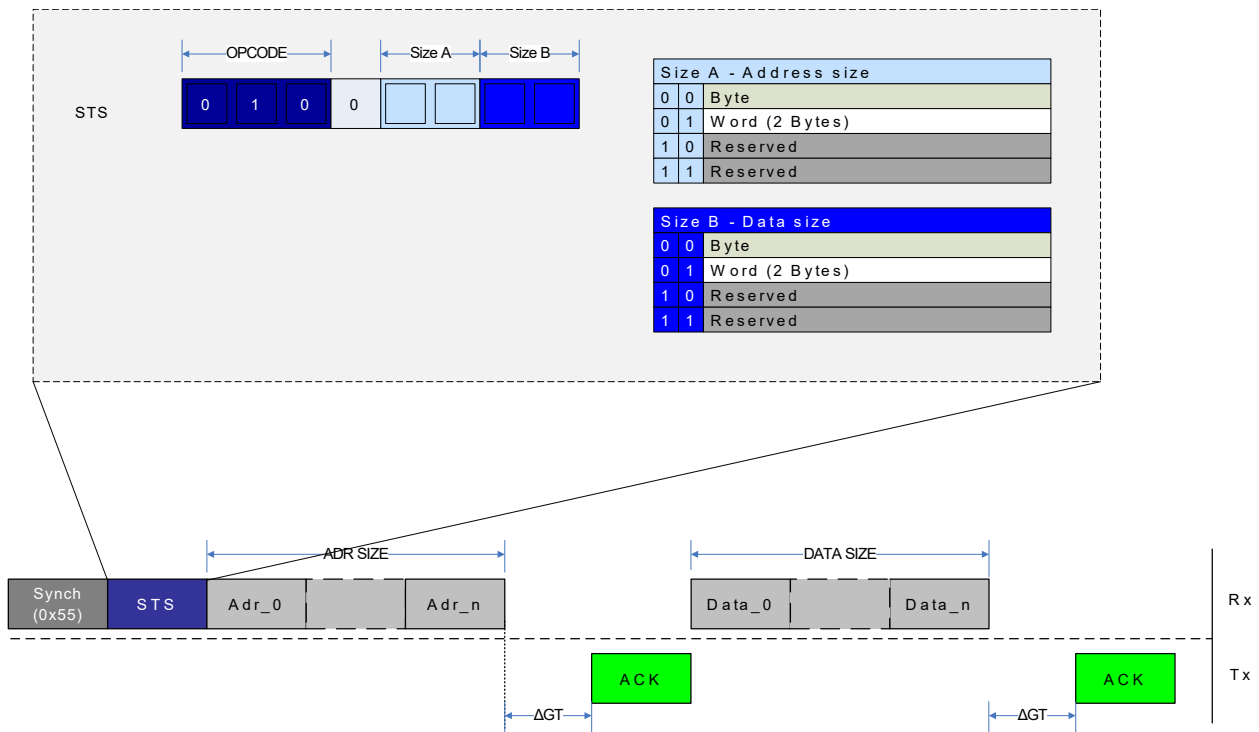 OPCODE Size A Size B
STS 0 1 0 0
Size A - Address size
0 0 Byte
0 1 Word (2 Bytes)
1 0 Reserved
1 1 Reserved
Size B - Data size
0 0 Byte
0 1 Word (2 Bytes)
1 0 Reserved
1 1 Reserved
ADR SIZE DATA SIZE
Synch
(0x55)
STS Adr_0 Adr_n Data_0 Data_n Rx
ACK ACK Tx
ΔGT ΔGT